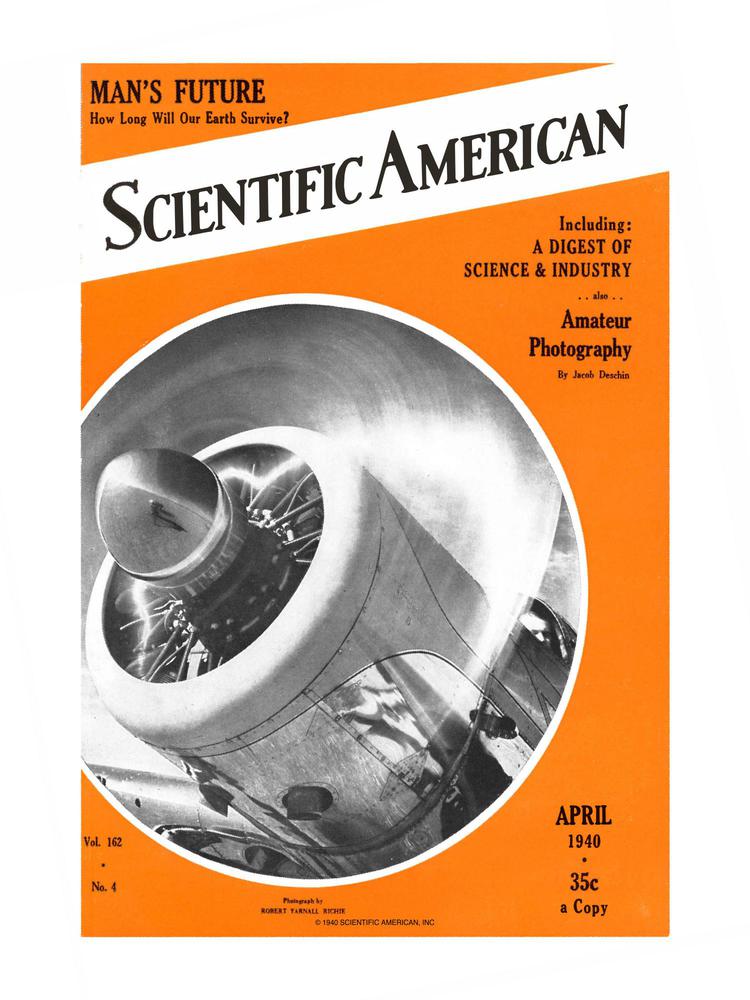 MAN'S FUTURE
How Long Will Our Earth Survive?
SCIENTIFIC AMERICAN
Including:
A DIGEST OF
SCIENCE & INDUSTRY
. . also . .
Amateur
Photography
By Jacob Deschin
Vol. 162
•
No. 4
APRIL
1940
•
35c
a Copy
Photograph by
ROBERT YARNALL RICHIE
© 1940 SCIENTIFIC AMERICAN, INC